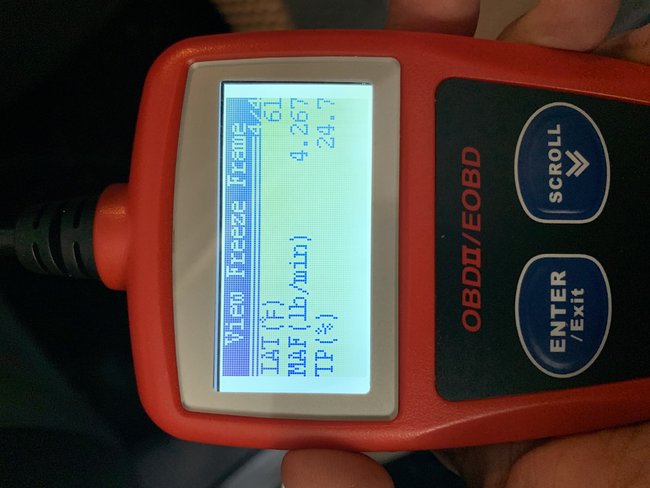 View Freeze Frame
4/4
IAT(°F) 61
MAF(lb/min) 4.267
TP(%) 24.7
OBDII/EOBD
ENTER
/Exit
SCROLL